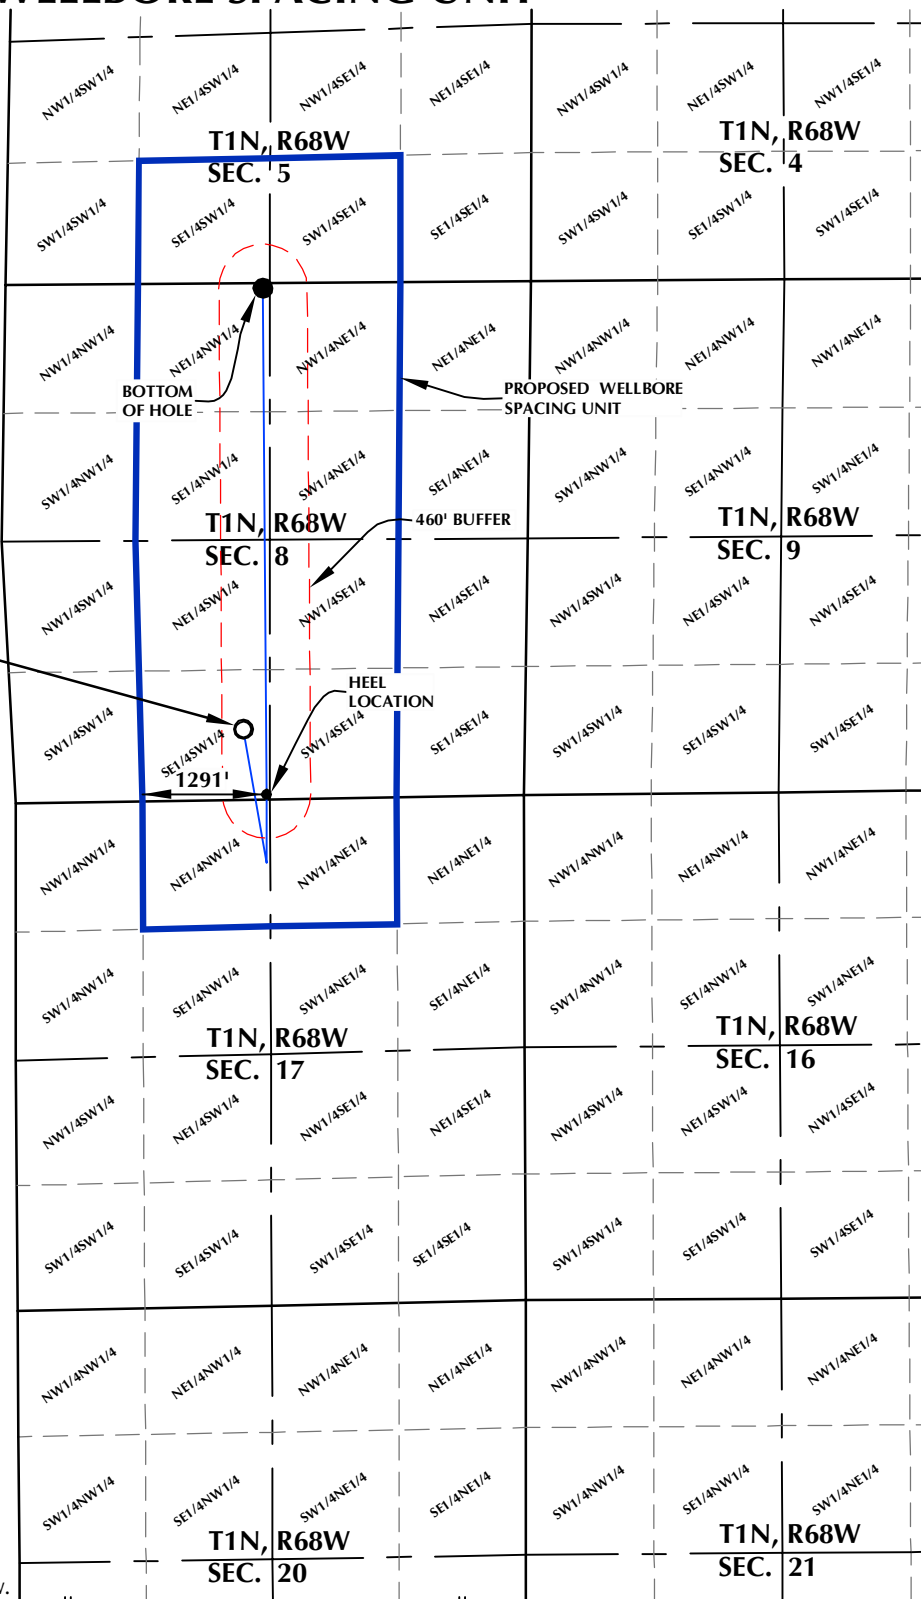 WELLBORE SPACING UNIT
NW1/4SW1/4
NE1/4SW1/4
NW1/4SE1/4
NE1/4SE1/4
NW1/4SW1/4
NE1/4SW1/4
NW1/4SE1/4
T1N, R68W
SEC. 5
T1N, R68W
SEC. 4
SW1/4SW1/4
SE1/4SW1/4
SW1/4SE1/4
SE1/4SE1/4
SW1/4SW1/4
SE1/4SW1/4
SW1/4SE1/4
NW1/4NW1/4
NE1/4NW1/4
NW1/4NE1/4
NE1/4NE1/4
NW1/4NW1/4
NE1/4NW1/4
NW1/4NE1/4
BOTTOM
OF HOLE
PROPOSED WELLBORE
SPACING UNIT
SW1/4NW1/4
SE1/4NW1/4
SW1/4NE1/4
SE1/4NE1/4
SW1/4NW1/4
SE1/4NW1/4
SW1/4NE1/4
T1N, R68W
SEC. 8
460' BUFFER
T1N, R68W
SEC. 9
NW1/4SW1/4
NE1/4SW1/4
NW1/4SE1/4
NE1/4SE1/4
NW1/4SW1/4
NE1/4SW1/4
NW1/4SE1/4
HEEL
LOCATION
SW1/4SW1/4
SE1/4SW1/4
SW1/4SE1/4
SE1/4SE1/4
SW1/4SW1/4
SE1/4SW1/4
SW1/4SE1/4
1291'
NW1/4NW1/4
NE1/4NW1/4
NW1/4NE1/4
NE1/4NE1/4
NW1/4NW1/4
NE1/4NW1/4
NW1/4NE1/4
SW1/4NW1/4
SE1/4NW1/4
SW1/4NE1/4
SE1/4NE1/4
SW1/4NW1/4
SE1/4NW1/4
SW1/4NE1/4
T1N, R68W
SEC. 17
T1N, R68W
SEC. 16
NW1/4SW1/4
NE1/4SW1/4
NW1/4SE1/4
NE1/4SE1/4
NW1/4SW1/4
NE1/4SW1/4
NW1/4SE1/4
SW1/4SW1/4
SE1/4SW1/4
SW1/4SE1/4
SE1/4SE1/4
SW1/4SW1/4
SE1/4SW1/4
SW1/4SE1/4
NW1/4NW1/4
NE1/4NW1/4
NW1/4NE1/4
NE1/4NE1/4
NW1/4NW1/4
NE1/4NW1/4
NW1/4NE1/4
SW1/4NW1/4
SE1/4NW1/4
SW1/4NE1/4
SE1/4NE1/4
SW1/4NW1/4
SE1/4NW1/4
SW1/4NE1/4
T1N, R68W
SEC. 20
T1N, R68W
SEC. 21